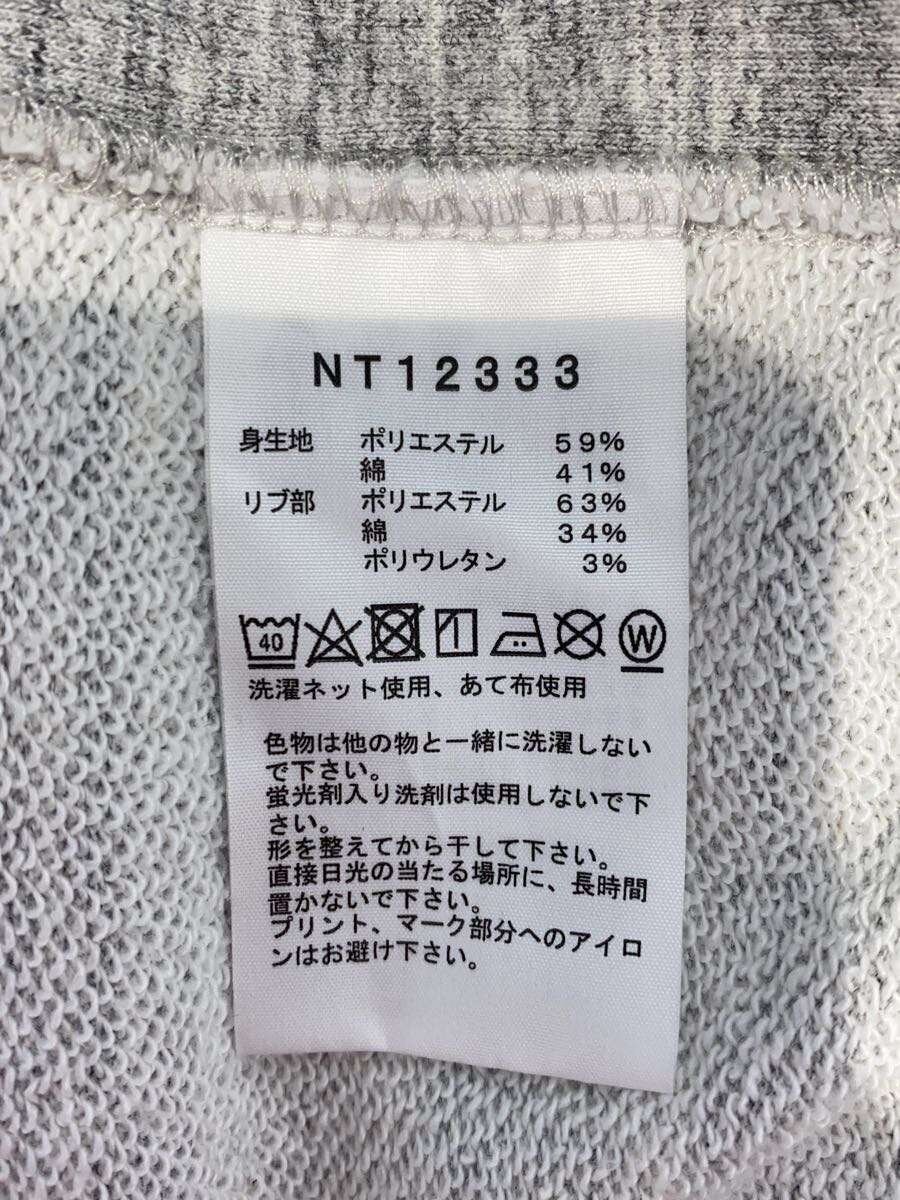 NT12333
身生地 ポリエステル 59%
綿 41%
リブ部 ポリエステル 63%
綿 34%
ポリウレタン 3%
40 W
洗濯ネット使用、あて布使用
色物は他の物と一緒に洗濯しない
で下さい。
蛍光剤入り洗剤は使用しないで下
さい。
形を整えてから干して下さい。
直接日光の当たる場所に、長時間
置かないで下さい。
プリント、マーク部分へのアイロ
ンはお避け下さい。